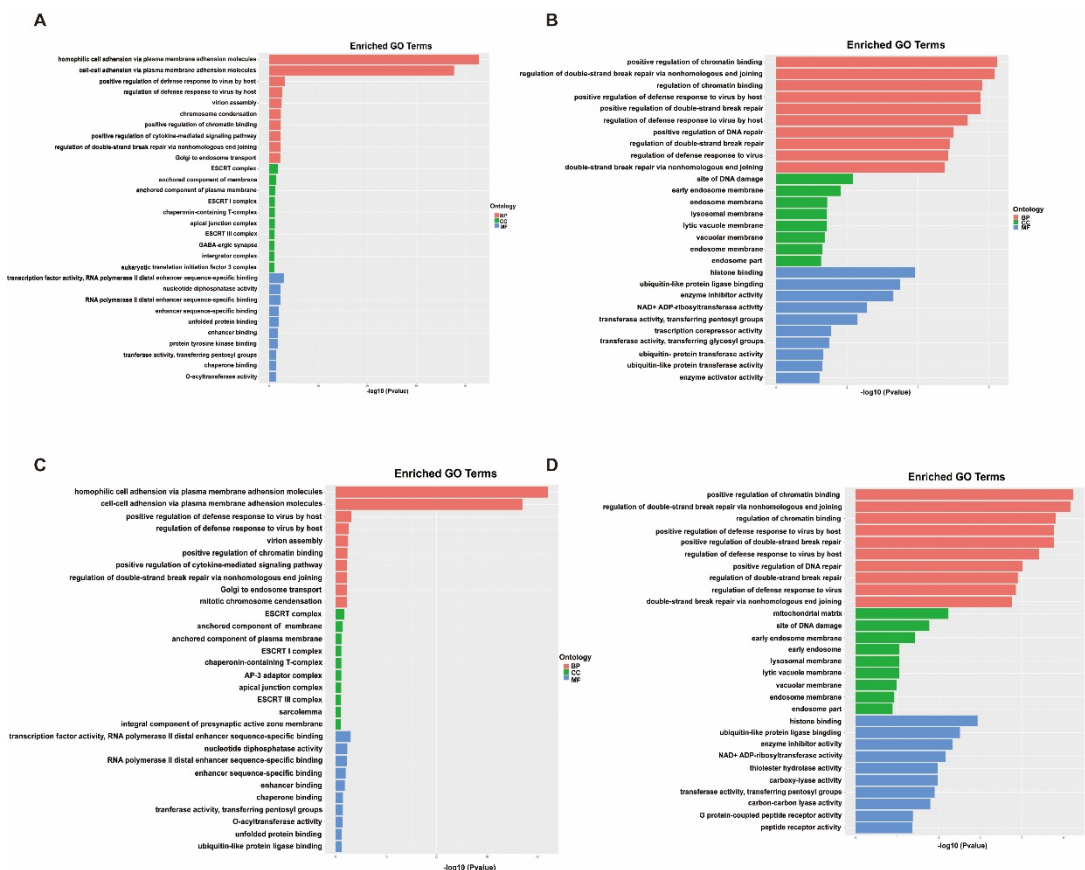 A
Enriched GO Terms
homophilic cell adhension via plasma membrane adhension molecules
cell-cell adhension via plasma membrane adhension molecules
positive regulation of defense response to virus by host
regulation of defense response to virus by host
virion assembly
chromasome condensation
positive regulation of chromatin binding
positive regulation of cytokine-mediated signaling pathway
regulation of double-strand break repair via nonhomologous end joining
Golgi to endosome transport
ESCRT complex
anchored component of membrane
anchored component of plasma membrane
ESCRT I complex
chaperonin-containing T-complex
apical junction complex
ESCRT III complex
GABA-ergic synapse
intergrator complex
sukaryotic translation initiation factor 3 complex
transcription factor activity, RNA polymerase II distal enhancer sequence-specific binding
nucleotide diphosphatase activity
RNA polymerase II distal enhancer sequence-specific binding
enhancer sequence-specific binding
unfolded protein binding
enhancer binding
protein tyrosine kinase binding
tranferase activity, transferring pentosyl groups
chaperone binding
O-acyltransferase activity
-log10 (Pvalue)
Ontology
BP
CC
MF
B
Enriched GO Terms
positive regulation of chromatin binding
regulation of double-strand break repair via nonhomologous end joining
regulation of chromatin binding
positive regulation of defense response to virus by host
positive regulation of double-strand break repair
regulation of defense response to virus by host
positive regulation of DNA repair
regulation of double-strand break repair
regulation of defense response to virus
double-strand break repair via nonhomologous end joining
site of DNA damage
early endosome membrane
endosome membrane
lysosomal membrane
lytic vacuole membrane
vacuolar membrane
endosome membrane
endosome part
histone binding
ubiquitin-like protein ligase bingding
enzyme inhibitor activity
NAD+ ADP-ribosyltransferase activity
transferase activity, transferring pentosyl groups
trascription corepressor activity
transferase activity, transferring glycosyl groups
ubiquitin- protein transferase activity
ubiquitin-like protein transferase activity
enzyme activator activity
-log10 (Pvalue)
Ontology
BP
CC
MF
C
Enriched GO Terms
homophilic cell adhension via plasma membrane adhension molecules
cell-cell adhension via plasma membrane adhension molecules
positive regulation of defense response to virus by host
regulation of defense response to virus by host
virion assembly
positive regulation of chromatin binding
positive regulation of cytokine-mediated signaling pathway
regulation of double-strand break repair via nonhomologous end joining
Golgi to endosome transport
mitotic chromosome cendensation
ESCRT complex
anchored component of membrane
anchored component of plasma membrane
ESCRT I complex
chaperonin-containing T-complex
AP-3 adaptor complex
apical junction complex
ESCRT III complex
sarcolemma
integral component of presynaptic active zone membrane
transcription factor activity, RNA polymerase II distal enhancer sequence-specific binding
nucleotide diphosphatase activity
RNA polymerase II distal enhancer sequence-specific binding
enhancer sequence-specific binding
enhancer binding
chaperone binding
tranferase activity, transferring pentosyl groups
O-acyltransferase activity
unfolded protein binding
ubiquitin-like protein ligase binding
-log10 (Pvalue)
Ontology
BP
CC
MF
D
Enriched GO Terms
positive regulation of chromatin binding
regulation of double-strand break repair via nonhomologous end joining
regulation of chromatin binding
positive regulation of defense response to virus by host
positive regulation of double-strand break repair
regulation of defense response to virus by host
positive regulation of DNA repair
regulation of double-strand break repair
regulation of defense response to virus
double-strand break repair via nonhomologous end joining
mitochondrial matrix
site of DNA damage
early endosome membrane
early endosome
lysosomal membrane
lytic vacuole membrane
vacuolar membrane
endosome membrane
endosome part
histone binding
ubiquitin-like protein ligase bingding
enzyme inhibitor activity
NAD+ ADP-ribosyltransferase activity
thiolester hydrolase activity
carboxy-lyase activity
transferase activity, transferring pentosyl groups
carbon-carbon lyase activity
G protein-coupled peptide receptor activity
peptide receptor activity
-log10 (Pvalue)